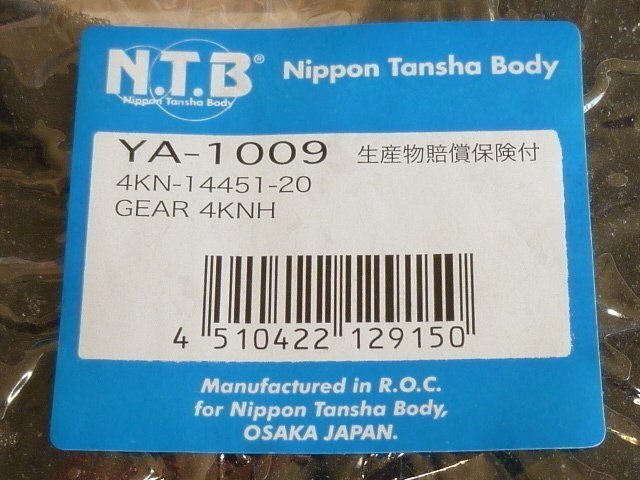 N.T.B® Nippon Tansha Body
Nippon Tansha Body
YA-1009 生産物賠償保険付
4KN-14451-20
GEAR 4KNH
4 510422 129150
Manufactured in R.O.C.
for Nippon Tansha Body,
OSAKA JAPAN.